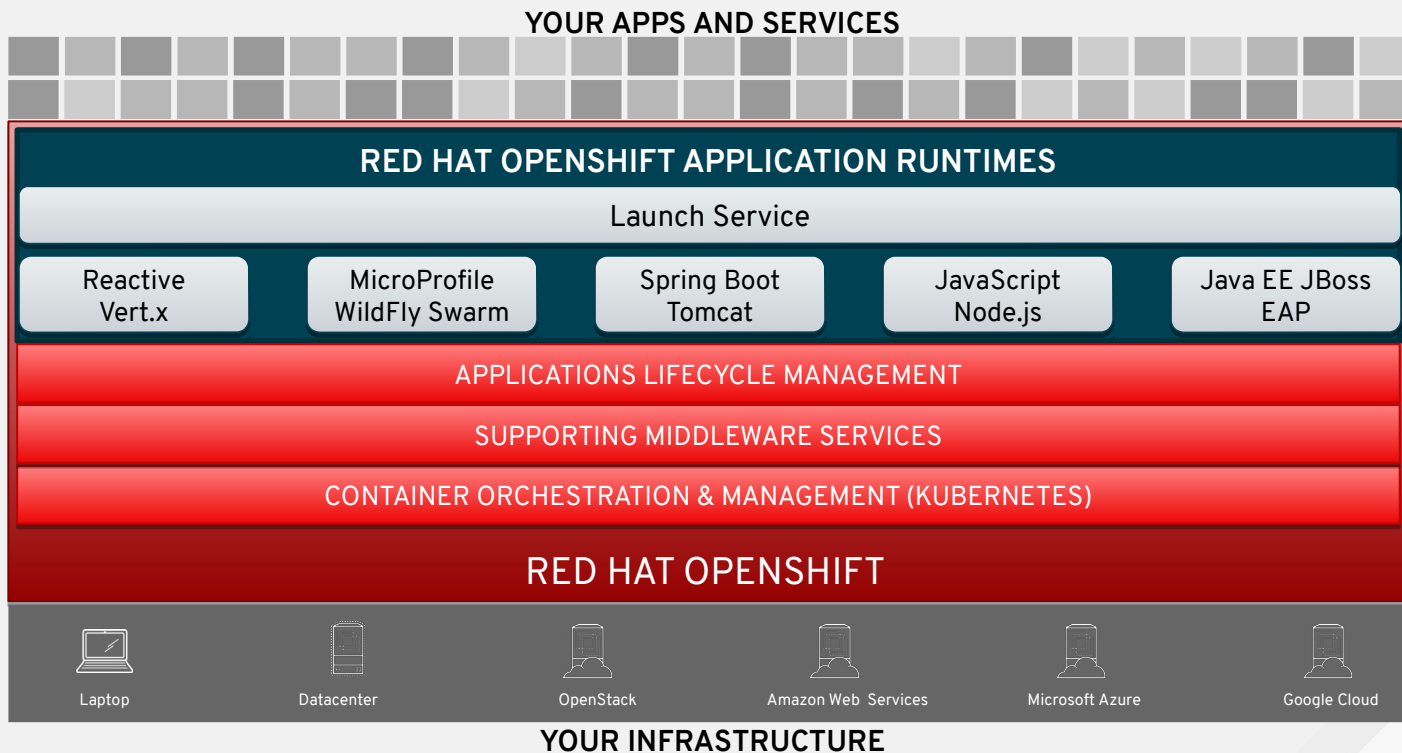 YOUR APPS AND SERVICES
RED HAT OPENSHIFT APPLICATION RUNTIMES
Launch Service
Reactive
Vert.x
MicroProfile
WildFly Swarm
Spring Boot
Tomcat
JavaScript
Node.js
Java EE JBoss
EAP
APPLICATIONS LIFECYCLE MANAGEMENT
SUPPORTING MIDDLEWARE SERVICES
CONTAINER ORCHESTRATION & MANAGEMENT (KUBERNETES)
RED HAT OPENSHIFT
Laptop
Datacenter
OpenStack
Amazon Web Services
Microsoft Azure
Google Cloud
YOUR INFRASTRUCTURE